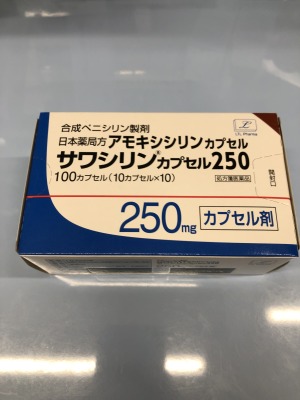 合成ペニシリン製剤
LTL Pharma
日本薬局方 アモキシシリン カプセル
サワシリン®カプセル250
100カプセル(10カプセル×10)
処方箋医薬品
開封口
250mg カプセル剤